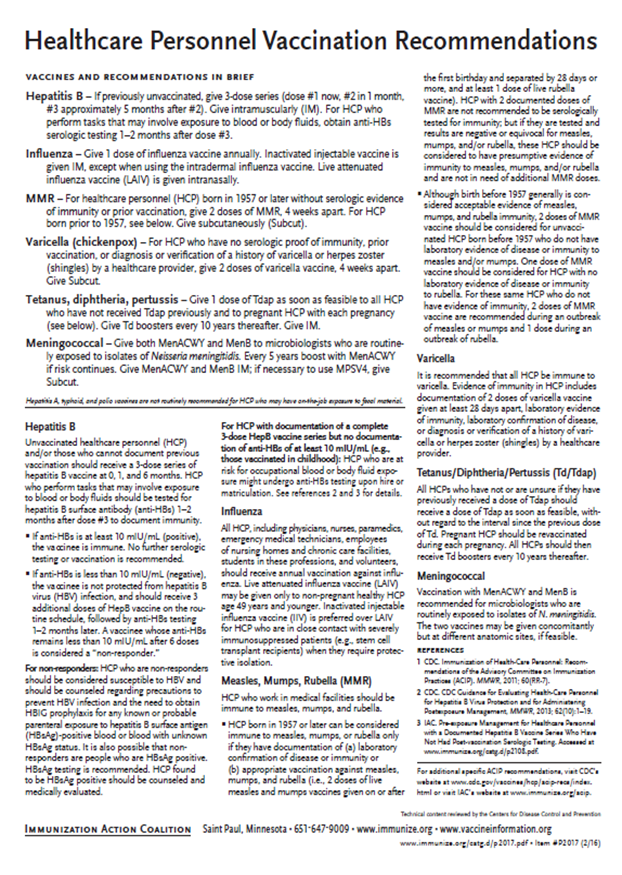 Healthcare Personnel Vaccination Recommendations
VACCINES AND RECOMMENDATIONS IN BRIEF
Hepatitis B – If previously unvaccinated, give 3-dose series (dose #1 now, #2 in 1 month,
#3 approximately 5 months after #2). Give intramuscularly (IM). For HCP who
perform tasks that may involve exposure to blood or body fluids, obtain anti-HBs
serologic testing 1–2 months after dose #3.
Influenza – Give 1 dose of influenza vaccine annually. Inactivated injectable vaccine is
given IM, except when using the intradermal influenza vaccine. Live attenuated
influenza vaccine (LAIV) is given intranasally.
MMR – For healthcare personnel (HCP) born in 1957 or later without serologic evidence
of immunity or prior vaccination, give 2 doses of MMR, 4 weeks apart. For HCP
born prior to 1957, see below. Give subcutaneously (Subcut).
Varicella (chickenpox) – For HCP who have no serologic proof of immunity, prior
vaccination, or diagnosis or verification of a history of varicella or herpes zoster
(shingles) by a healthcare provider, give 2 doses of varicella vaccine, 4 weeks apart.
Give Subcut.
Tetanus, diphtheria, pertussis – Give 1 dose of Tdap as soon as feasible to all HCP
who have not received Tdap previously and to pregnant HCP with each pregnancy
(see below). Give Td boosters every 10 years thereafter. Give IM.
Meningococcal – Give both MenACWY and MenB to microbiologists who are routine-
ly exposed to isolates of Neisseria meningitidis. Every 5 years boost with MenACWY
if risk continues. Give MenACWY and MenB IM; if necessary to use MPSV4, give
Subcut.
Hepatitis A, typhoid, and polio vaccines are not routinely recommended for HCP who may have on-the-job exposure to fecal material.
Hepatitis B
Unvaccinated healthcare personnel (HCP)
and/or those who cannot document previous
vaccination should receive a 3-dose series of
hepatitis B vaccine at 0, 1, and 6 months. HCP
who perform tasks that may involve exposure
to blood or body fluids should be tested for
hepatitis B surface antibody (anti-HBs) 1–2
months after dose #3 to document immunity.
▪ If anti-HBs is at least 10 mIU/mL (positive),
the vaccinee is immune. No further serologic
testing or vaccination is recommended.
▪ If anti-HBs is less than 10 mIU/mL (negative),
the vaccinee is not protected from hepatitis B
virus (HBV) infection, and should receive 3
additional doses of HepB vaccine on the rou-
tine schedule, followed by anti-HBs testing
1–2 months later. A vaccinee whose anti-HBs
remains less than 10 mIU/mL after 6 doses
is considered a “non-responder.”
For non-responders: HCP who are non-responders
should be considered susceptible to HBV and
should be counseled regarding precautions to
prevent HBV infection and the need to obtain
HBIG prophylaxis for any known or probable
parenteral exposure to hepatitis B surface antigen
(HBsAg)-positive blood or blood with unknown
HBsAg status. It is also possible that non-
responders are people who are HBsAg positive.
HBsAg testing is recommended. HCP found
to be HBsAg positive should be counseled and
medically evaluated.
For HCP with documentation of a complete
3-dose HepB vaccine series but no documenta-
tion of anti-HBs of at least 10 mIU/mL (e.g.,
those vaccinated in childhood): HCP who are at
risk for occupational blood or body fluid expo-
sure might undergo anti-HBs testing upon hire or
matriculation. See references 2 and 3 for details.
Influenza
All HCP, including physicians, nurses, paramedics,
emergency medical technicians, employees
of nursing homes and chronic care facilities,
students in these professions, and volunteers,
should receive annual vaccination against influ-
enza. Live attenuated influenza vaccine (LAIV)
may be given only to non-pregnant healthy HCP
age 49 years and younger. Inactivated injectable
influenza vaccine (IIV) is preferred over LAIV
for HCP who are in close contact with severely
immunosuppressed patients (e.g., stem cell
transplant recipients) when they require protec-
tive isolation.
Measles, Mumps, Rubella (MMR)
HCP who work in medical facilities should be
immune to measles, mumps, and rubella.
▪ HCP born in 1957 or later can be considered
immune to measles, mumps, or rubella only
if they have documentation of (a) laboratory
confirmation of disease or immunity or
(b) appropriate vaccination against measles,
mumps, and rubella (i.e., 2 doses of live
measles and mumps vaccines given on or after
the first birthday and separated by 28 days or
more, and at least 1 dose of live rubella
vaccine). HCP with 2 documented doses of
MMR are not recommended to be serologically
tested for immunity; but if they are tested and
results are negative or equivocal for measles,
mumps, and/or rubella, these HCP should be
considered to have presumptive evidence of
immunity to measles, mumps, and/or rubella
and are not in need of additional MMR doses.
▪ Although birth before 1957 generally is con-
sidered acceptable evidence of measles,
mumps, and rubella immunity, 2 doses of MMR
vaccine should be considered for unvacci-
nated HCP born before 1957 who do not have
laboratory evidence of disease or immunity to
measles and/or mumps. One dose of MMR
vaccine should be considered for HCP with no
laboratory evidence of disease or immunity
to rubella. For these same HCP who do not
have evidence of immunity, 2 doses of MMR
vaccine are recommended during an outbreak
of measles or mumps and 1 dose during an
outbreak of rubella.
Varicella
It is recommended that all HCP be immune to
varicella. Evidence of immunity in HCP includes
documentation of 2 doses of varicella vaccine
given at least 28 days apart, laboratory evidence
of immunity, laboratory confirmation of disease,
or diagnosis or verification of a history of vari-
cella or herpes zoster (shingles) by a healthcare
provider.
Tetanus/Diphtheria/Pertussis (Td/Tdap)
All HCPs who have not or are unsure if they have
previously received a dose of Tdap should
receive a dose of Tdap as soon as feasible, with-
out regard to the interval since the previous dose
of Td. Pregnant HCP should be revaccinated
during each pregnancy. All HCPs should then
receive Td boosters every 10 years thereafter.
Meningococcal
Vaccination with MenACWY and MenB is
recommended for microbiologists who are
routinely exposed to isolates of N. meningitidis.
The two vaccines may be given concomitantly
but at different anatomic sites, if feasible.
REFERENCES
1 CDC. Immunization of Health-Care Personnel: Recom-
mendations of the Advisory Committee on Immunization
Practices (ACIP). MMWR, 2011; 60(RR-7).
2 CDC. CDC Guidance for Evaluating Health-Care Personnel
for Hepatitis B Virus Protection and for Administering
Postexposure Management, MMWR, 2013; 62(10):1–19.
3 IAC. Pre-exposure Management for Healthcare Personnel
with a Documented Hepatitis B Vaccine Series Who Have
Not Had Post-vaccination Serologic Testing. Accessed at
www.immunize.org/catg.d/p2108.pdf.
For additional specific ACIP recommendations, visit CDC's
website at www.cdc.gov/vaccines/hcp/acip-recs/index.
html or visit IAC's website at www.immunize.org/acip.
Technical content reviewed by the Centers for Disease Control and Prevention
IMMUNIZATION ACTION COALITION Saint Paul, Minnesota • 651-647-9009 • www.immunize.org • www.vaccineinformation.org
www.immunize.org/catg.d/p2017.pdf • Item #P2017 (2/16)